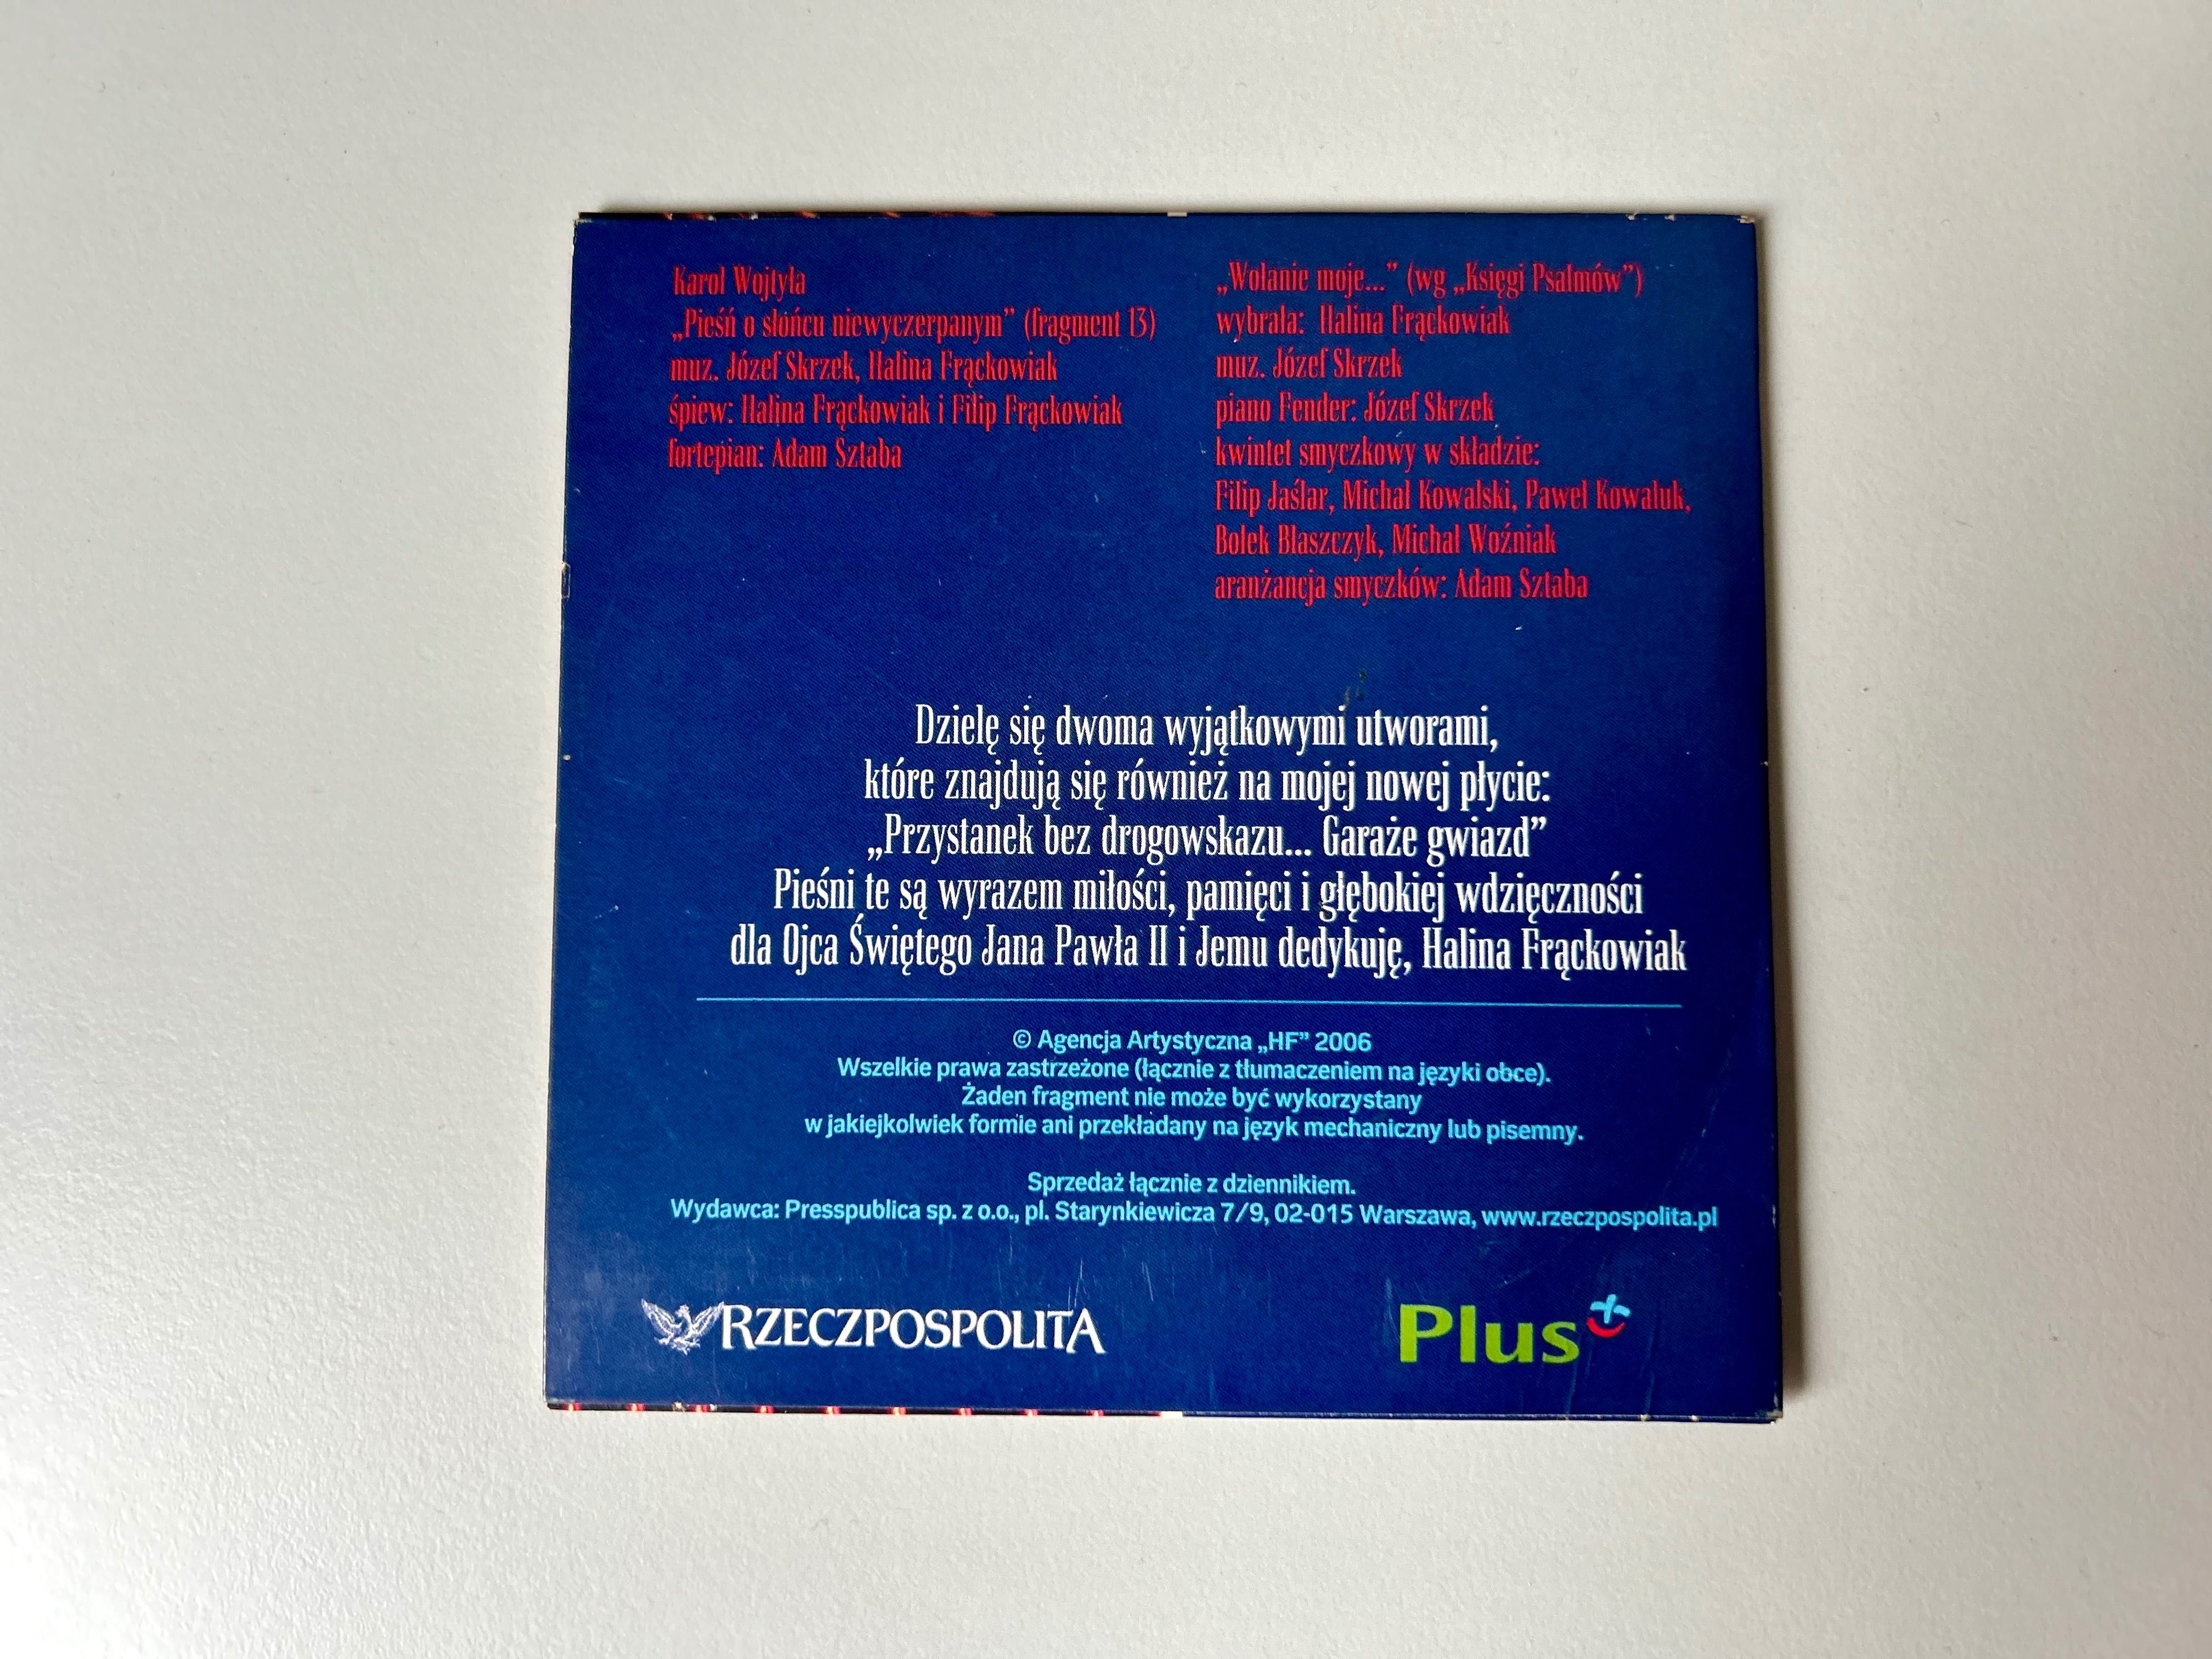 Karol Wojtyła
„Pieśń o słońcu niewyczerpanym” (fragment 13)
muz. Józef Skrzek, Halina Frąckowiak
śpiew: Halina Frąckowiak i Filip Frąckowiak
fortepian: Adam Sztaba
„Wołanie moje...” (wg „Księgi Psalmów”)
wybrała: Halina Frąckowiak
muz. Józef Skrzek
piano Fender: Józef Skrzek
kwintet smyczkowy w składzie:
Filip Jaślar, Michał Kowalski, Paweł Kowaluk,
Bolek Błaszczyk, Michał Woźniak
aranżancja smyczków: Adam Sztaba
Dzielę się dwoma wyjątkowymi utworami,
które znajdują się również na mojej nowej płycie:
„Przystanek bez drogowskazu... Garaże gwiazd”
Pieśni te są wyrazem miłości, pamięci i głębokiej wdzięczności
dla Ojca Świętego Jana Pawła II i Jemu dedykuję, Halina Frąckowiak
© Agencja Artystyczna „HF” 2006
Wszelkie prawa zastrzeżone (łącznie z tłumaczeniem na języki obce).
Żaden fragment nie może być wykorzystany
w jakiejkolwiek formie ani przekładany na język mechaniczny lub pisemny.
Sprzedaż łącznie z dziennikiem.
Wydawca: Presspublica sp. z o.o., pl. Starynkiewicza 7/9, 02-015 Warszawa, www.rzeczpospolita.pl
RZECZPOSPOLITA
Plus